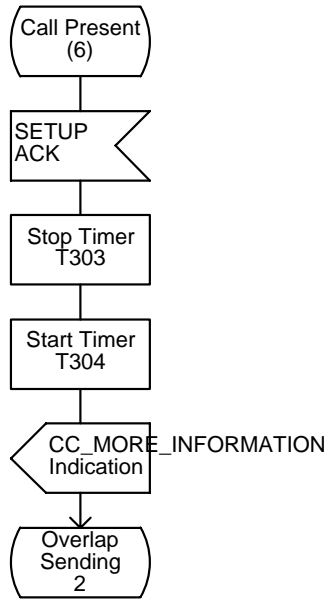 Call Present
(6)
SETUP
ACK
Stop Timer
T303
Start Timer
T304
CC_MORE_INFORMATION
Indication
Overlap
Sending
2